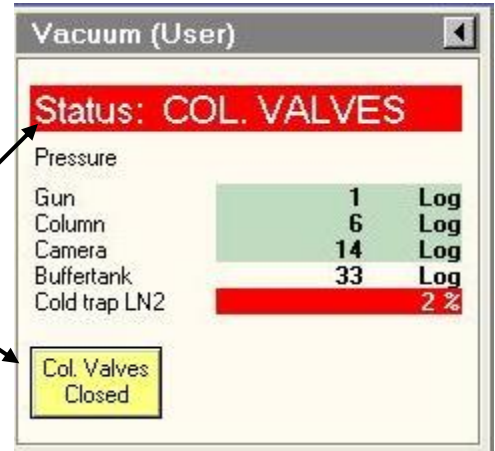 Vacuum (User)
Status: COL. VALVES
Pressure
Gun 1 Log
Column 6 Log
Camera 14 Log
Buffertank 33 Log
Cold trap LN2 2 %
Col. Valves
Closed